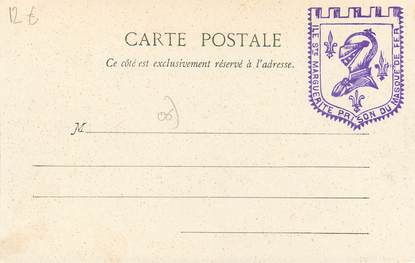 12 €
CARTE POSTALE
Ce côté est exclusivement réservé à l'adresse.
ILE STE MARGUERITE PRISON DU MASQUE DE FER
M